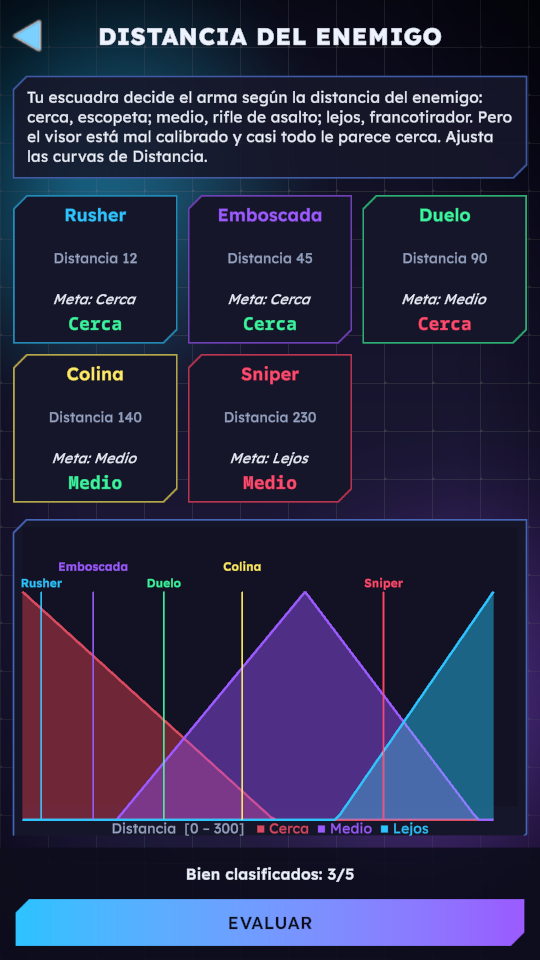 DISTANCIA DEL ENEMIGO
Tu escuadra decide el arma según la distancia del enemigo:
cerca, escopeta; medio, rifle de asalto; lejos, francotirador. Pero
el visor está mal calibrado y casi todo le parece cerca. Ajusta
las curvas de Distancia.
Rusher
Distancia 12
Meta: Cerca
Cerca
Emboscada
Distancia 45
Meta: Cerca
Cerca
Duelo
Distancia 90
Meta: Medio
Cerca
Colina
Distancia 140
Meta: Medio
Medio
Sniper
Distancia 230
Meta: Lejos
Medio
Emboscada Colina
Rusher Duelo Sniper
Distancia [0 - 300] Cerca Medio Lejos
Bien clasificados: 3/5
EVALUAR